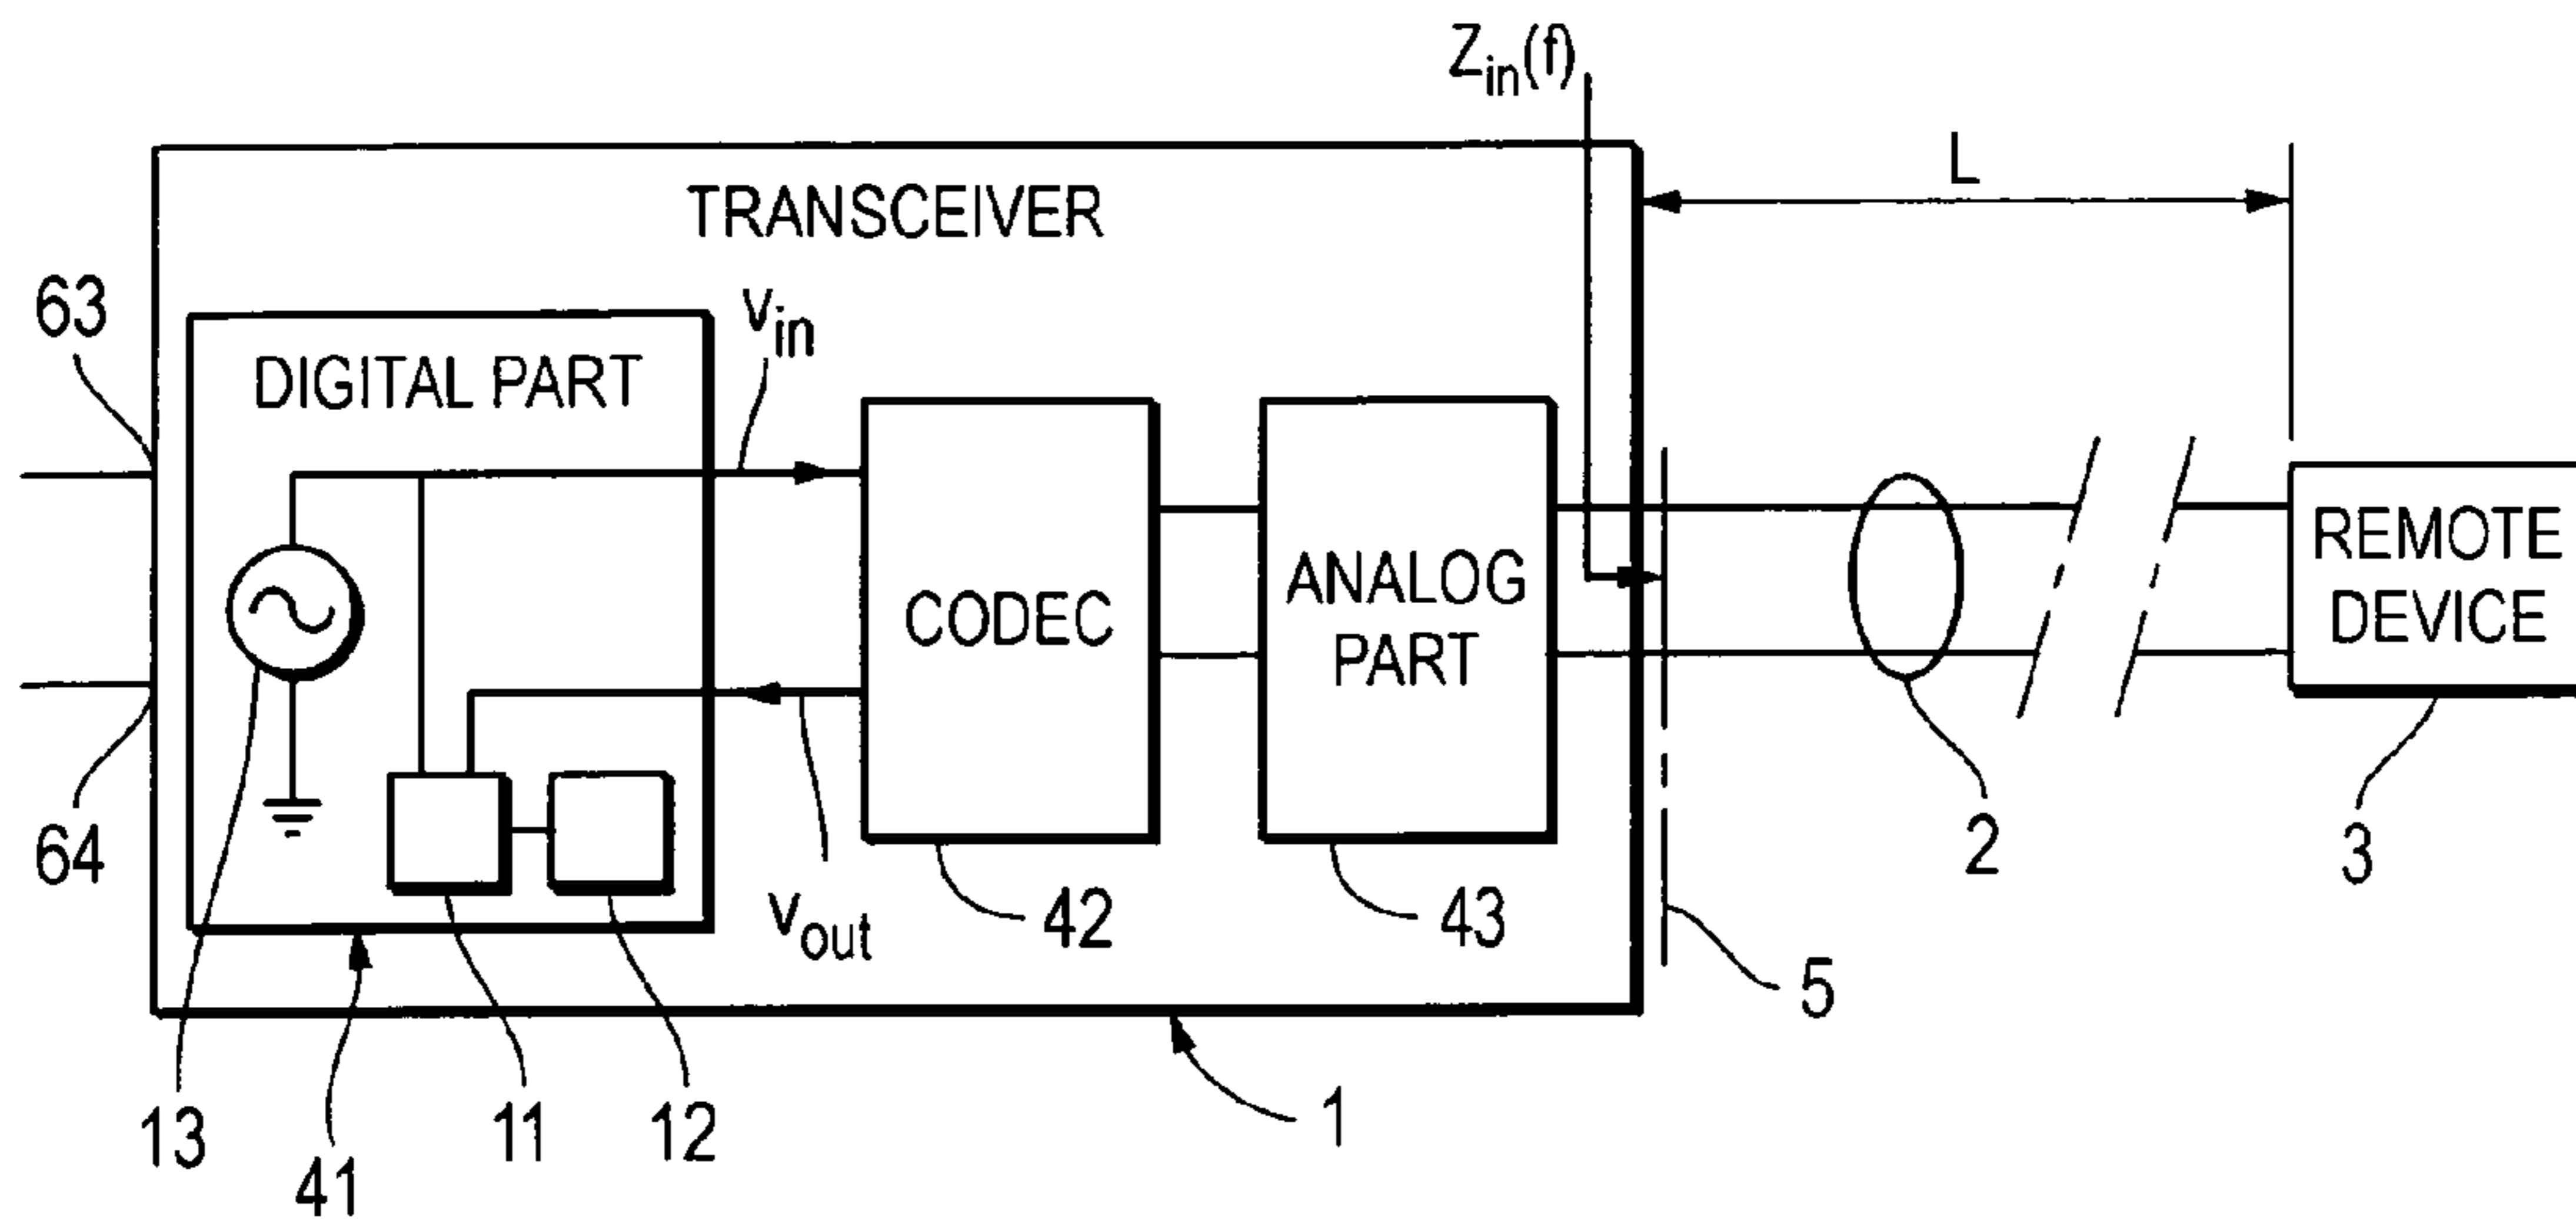 Zin(f)
L
TRANSCEIVER
63
vin
DIGITAL PART
REMOTE
DEVICE
ANALOG
PART
CODEC
64
vout
42
43
2
3
5
13
41
11
12
1